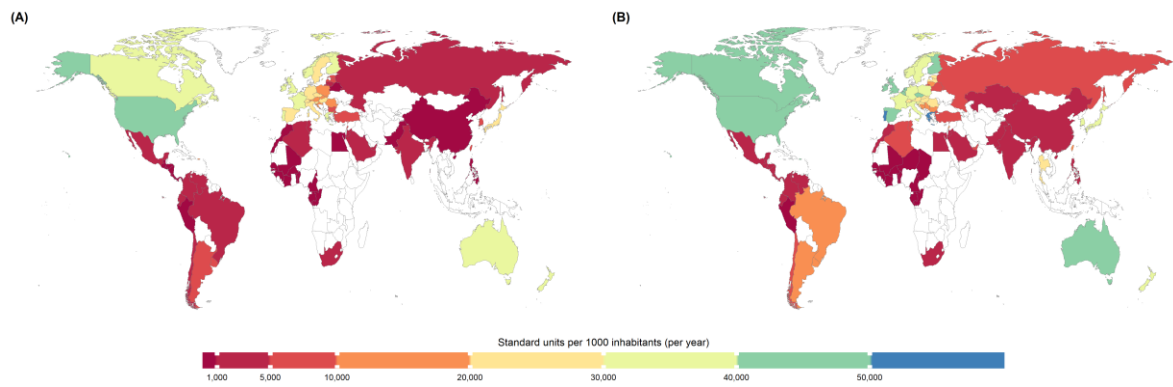 (A)
(B)
Standard units per 1000 inhabitants (per year)
1,000 5,000 10,000 20,000 30,000 40,000 50,000